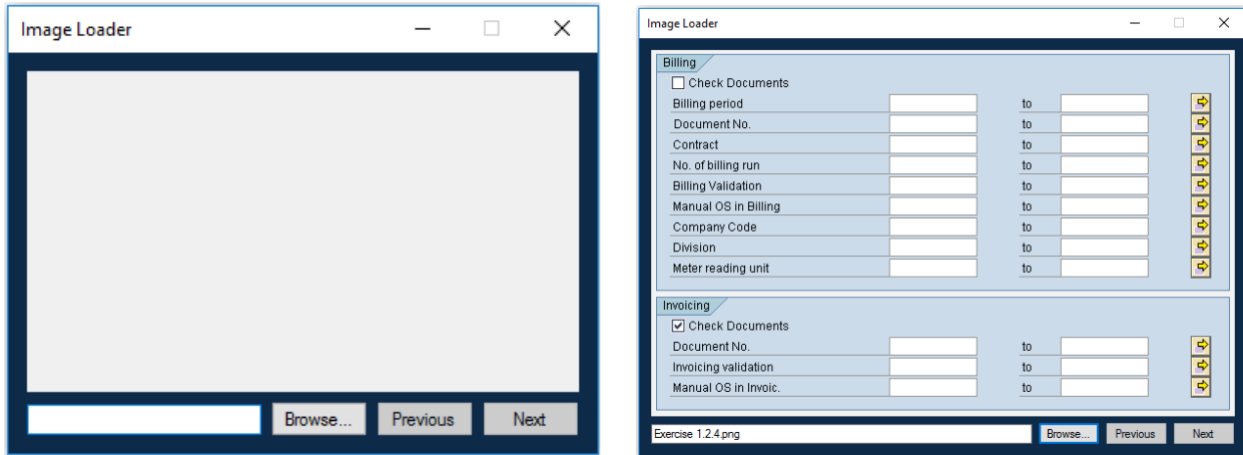 Image Loader
Browse... Previous Next
Image Loader
Billing
Check Documents
Billing period to
Document No. to
Contract to
No. of billing run to
Billing Validation to
Manual OS in Billing to
Company Code to
Division to
Meter reading unit to
Invoicing
Check Documents
Document No. to
Invoicing validation to
Manual OS in Invoic. to
Exercise 1.2.4.png Browse... Previous Next